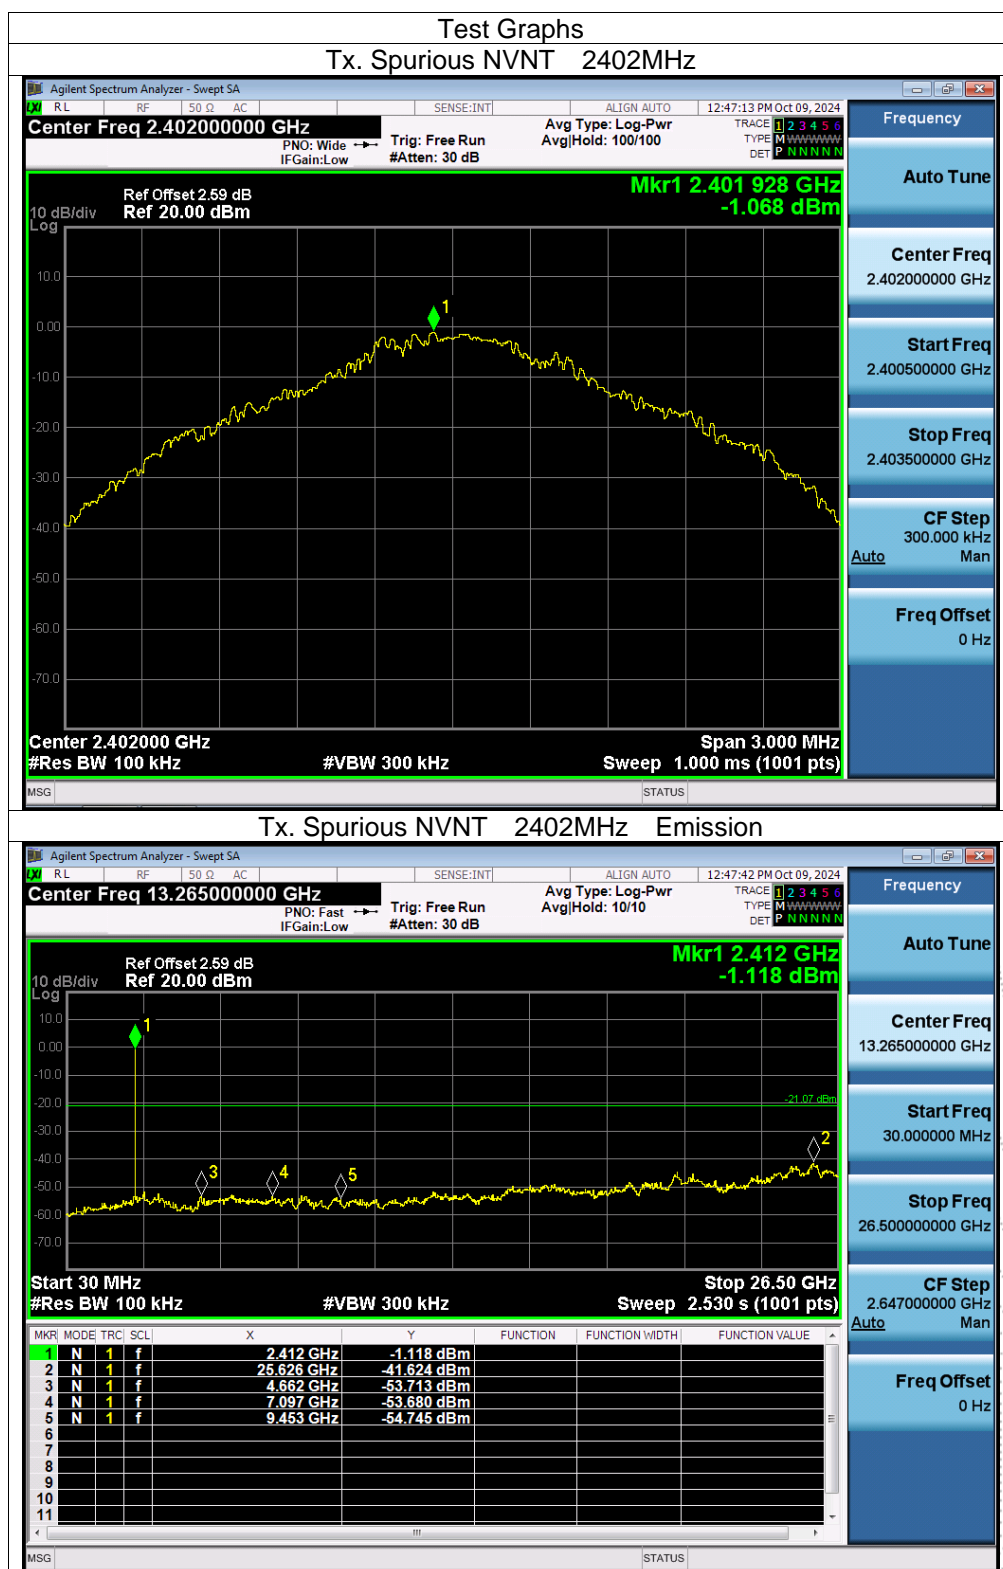 Test Graphs
Tx. Spurious NVNT 2402MHz
Agilent Spectrum Analyzer - Swept SA
LXI RL RF 50 Ω AC SENSE:INT ALIGN AUTO 12:47:13 PM Oct 09, 2024
Center Freq 2.402000000 GHz
PNO: Wide
IFGain:Low
Trig: Free Run
#Atten: 30 dB
Avg Type: Log-Pwr
Avg|Hold: 100/100
TRACE 1 2 3 4 5 6
TYPE M W W W W W
DET P N N N N N
Frequency
Mkr1 2.401 928 GHz
-1.068 dBm
Ref Offset 2.59 dB
10 dB/div Ref 20.00 dBm
Log
10.0
0.00
-10.0
-20.0
-30.0
-40.0
-50.0
-60.0
-70.0
1
Center 2.402000 GHz Span 3.000 MHz
#Res BW 100 kHz #VBW 300 kHz Sweep 1.000 ms (1001 pts)
MSG STATUS
Auto Tune
Center Freq
2.402000000 GHz
Start Freq
2.400500000 GHz
Stop Freq
2.403500000 GHz
CF Step
300.000 kHz
Auto Man
Freq Offset
0 Hz
Tx. Spurious NVNT 2402MHz Emission
Agilent Spectrum Analyzer - Swept SA
LXI RL RF 50 Ω AC SENSE:INT ALIGN AUTO 12:47:42 PM Oct 09, 2024
Center Freq 13.265000000 GHz
PNO: Fast
IFGain:Low
Trig: Free Run
#Atten: 30 dB
Avg Type: Log-Pwr
Avg|Hold: 10/10
TRACE 1 2 3 4 5 6
TYPE M W W W W W
DET P N N N N N
Frequency
Mkr1 2.412 GHz
-1.118 dBm
Ref Offset 2.59 dB
10 dB/div Ref 20.00 dBm
Log
10.0
0.00
-10.0
-20.0
-30.0
-40.0
-50.0
-60.0
-70.0
1
-21.07 dBm
2
3
4
5
Start 30 MHz Stop 26.50 GHz
#Res BW 100 kHz #VBW 300 kHz Sweep 2.530 s (1001 pts)
MKR MODE TRC SCL X Y FUNCTION FUNCTION WIDTH FUNCTION VALUE
1 N 1 f 2.412 GHz -1.118 dBm
2 N 1 f 25.626 GHz -41.624 dBm
3 N 1 f 4.662 GHz -53.713 dBm
4 N 1 f 7.097 GHz -53.680 dBm
5 N 1 f 9.453 GHz -54.745 dBm
6
7
8
9
10
11
MSG STATUS
Auto Tune
Center Freq
13.265000000 GHz
Start Freq
30.000000 MHz
Stop Freq
26.500000000 GHz
CF Step
2.647000000 GHz
Auto Man
Freq Offset
0 Hz